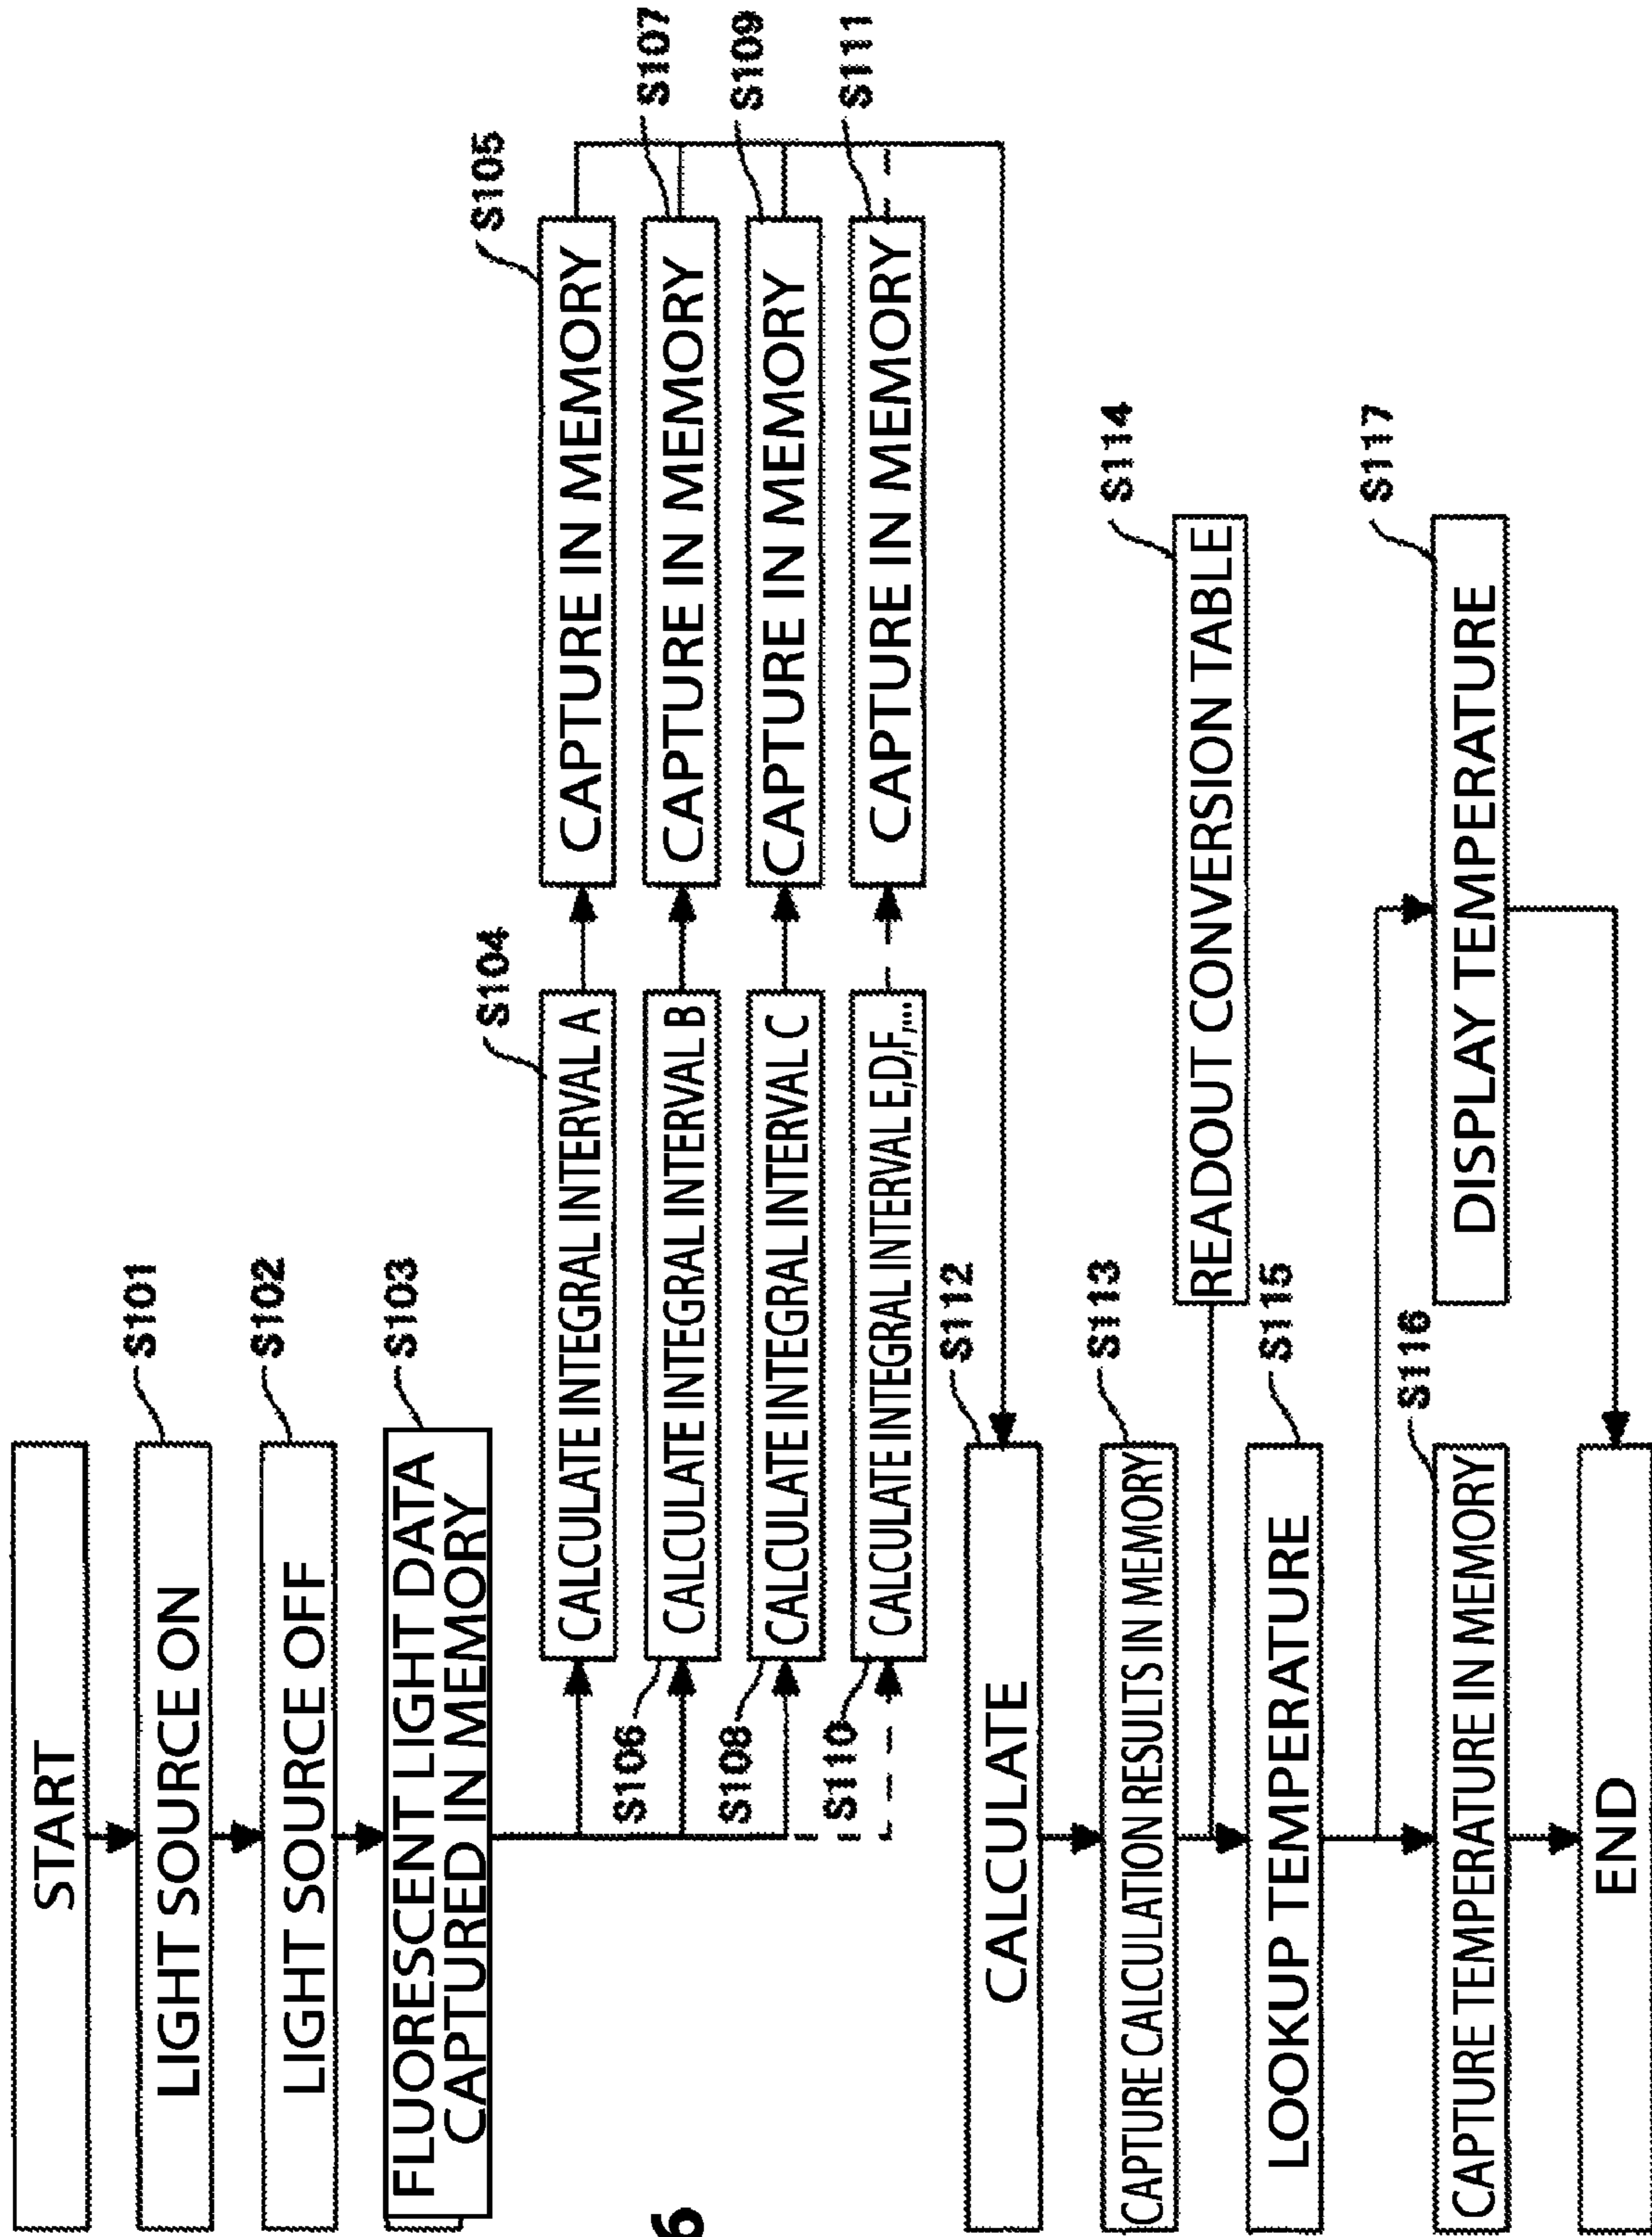 START
S101
LIGHT SOURCE ON
S102
LIGHT SOURCE OFF
S103
FLUORESCENT LIGHT DATA
CAPTURED IN MEMORY
S104
CALCULATE INTEGRAL INTERVAL A
S105
CAPTURE IN MEMORY
S106
CALCULATE INTEGRAL INTERVAL B
S107
CAPTURE IN MEMORY
S108
CALCULATE INTEGRAL INTERVAL C
S109
CAPTURE IN MEMORY
S110
CALCULATE INTEGRAL INTERVAL E,D,F,...
S111
CAPTURE IN MEMORY
6
S112
CALCULATE
S113
CAPTURE CALCULATION RESULTS IN MEMORY
S114
READOUT CONVERSION TABLE
S115
LOOKUP TEMPERATURE
S116
CAPTURE TEMPERATURE IN MEMORY
S117
DISPLAY TEMPERATURE
END